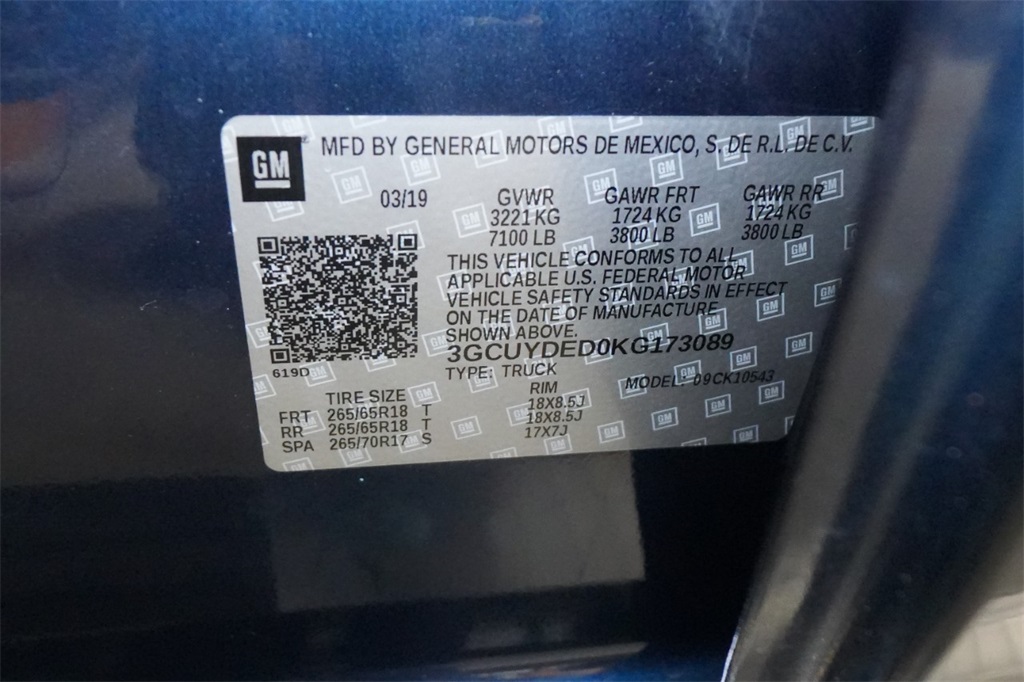 GM MFD BY GENERAL MOTORS DE MEXICO, S. DE R.L. DE C.V.
03/19 GVWR GAWR FRT GAWR RR
3221 KG 1724 KG 1724 KG
7100 LB 3800 LB 3800 LB
THIS VEHICLE CONFORMS TO ALL
APPLICABLE U.S. FEDERAL MOTOR
VEHICLE SAFETY STANDARDS IN EFFECT
ON THE DATE OF MANUFACTURE
SHOWN ABOVE.
3GCUYDED0KG173089
619D TYPE: TRUCK MODEL: 09CK10543
TIRE SIZE RIM
FRT 265/65R18 T 18X8.5J
RR 265/65R18 T 18X8.5J
SPA 265/70R17 S 17X7J